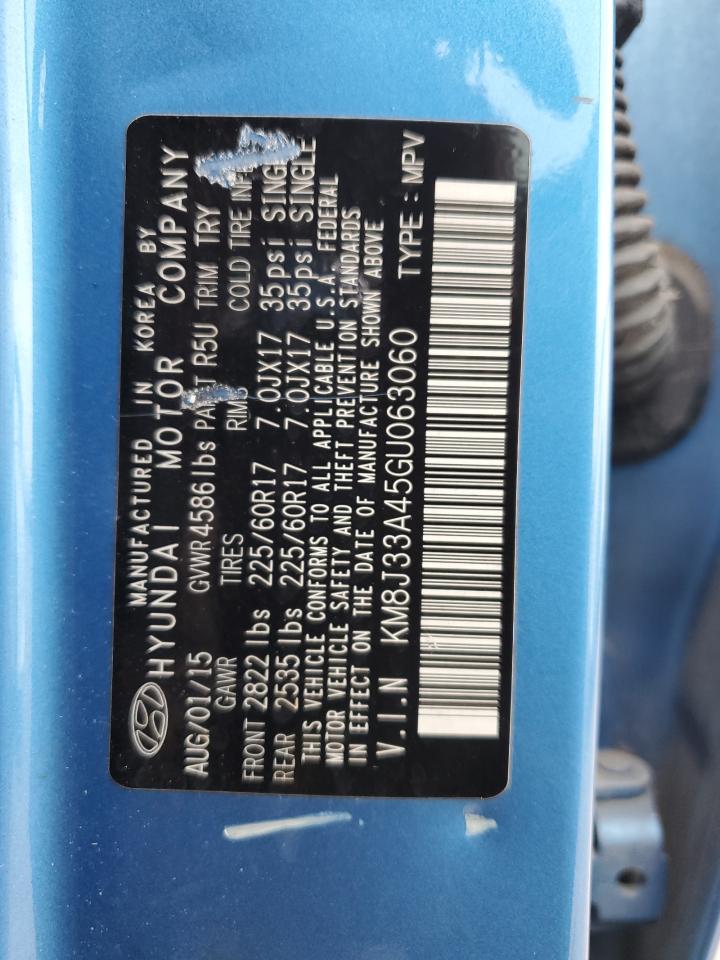 MANUFACTURED IN KOREA BY
HYUNDAI MOTOR COMPANY
AUG/01/15 GVWR 4586 lbs PAINT R5U TRIM TRY
GAWR TIRES RIMS COLD TIRE
FRONT 2822 lbs 225/60R17 7.0JX17 35psi SINGLE
REAR 2535 lbs 225/60R17 7.0JX17 35psi SINGLE
THIS VEHICLE CONFORMS TO ALL APPLICABLE U.S.A. FEDERAL
MOTOR VEHICLE SAFETY AND THEFT PREVENTION STANDARDS
IN EFFECT ON THE DATE OF MANUFACTURE SHOWN ABOVE
V.I.N KM8J33A45GU063060 TYPE : MPV